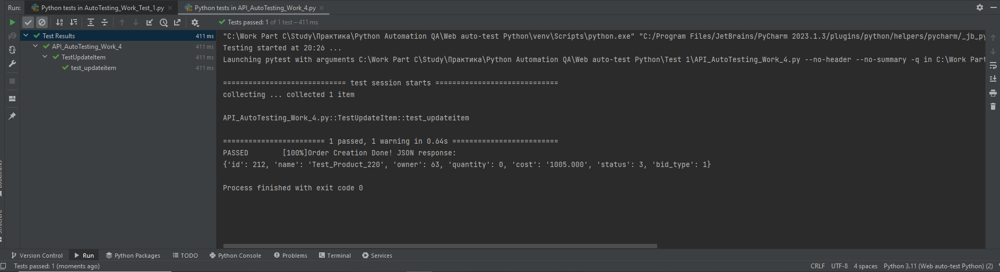 Run: Python tests in AutoTesting_Work_Test_1.py Python tests in API_AutoTesting_Work_4.py
Tests passed: 1 of 1 test – 411 ms
Test Results 411 ms
API_AutoTesting_Work_4 411 ms
TestUpdateItem 411 ms
test_updateitem 411 ms
"C:\Work Part C\Study\Практика\Python Automation QA\Web auto-test Python\venv\Scripts\python.exe" "C:/Program Files/JetBrains/PyCharm 2023.1.3/plugins/python/helpers/pycharm/_jb_py
Testing started at 20:26 ...
Launching pytest with arguments C:\Work Part C\Study\Практика\Python Automation QA\Web auto-test Python\Test 1\API_AutoTesting_Work_4.py --no-header --no-summary -q in C:\Work Part
============================= test session starts =============================
collecting ... collected 1 item
API_AutoTesting_Work_4.py::TestUpdateItem::test_updateitem
======================== 1 passed, 1 warning in 0.64s =========================
PASSED [100%]Order Creation Done! JSON response:
{'id': 212, 'name': 'Test_Product_220', 'owner': 63, 'quantity': 0, 'cost': '1005.000', 'status': 3, 'bid_type': 1}
Process finished with exit code 0
Version Control Run Python Packages TODO Python Console Problems Terminal Services
Tests passed: 1 (moments ago) CRLF UTF-8 4 spaces Python 3.11 (Web auto-test Python) (2)